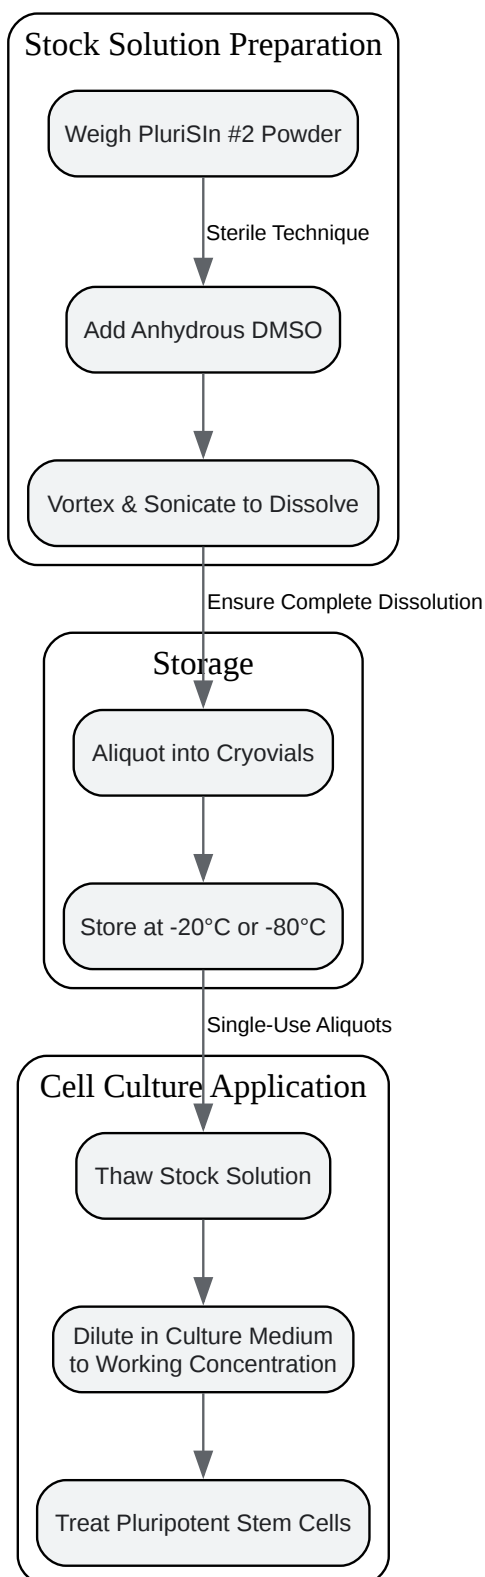 Stock Solution Preparation
Weigh PluriSIn #2 Powder
Sterile Technique
Add Anhydrous DMSO
Vortex & Sonicate to Dissolve
Ensure Complete Dissolution
Storage
Aliquot into Cryovials
Store at -20°C or -80°C
Single-Use Aliquots
Cell Culture Application
Thaw Stock Solution
Dilute in Culture Medium
to Working Concentration
Treat Pluripotent Stem Cells